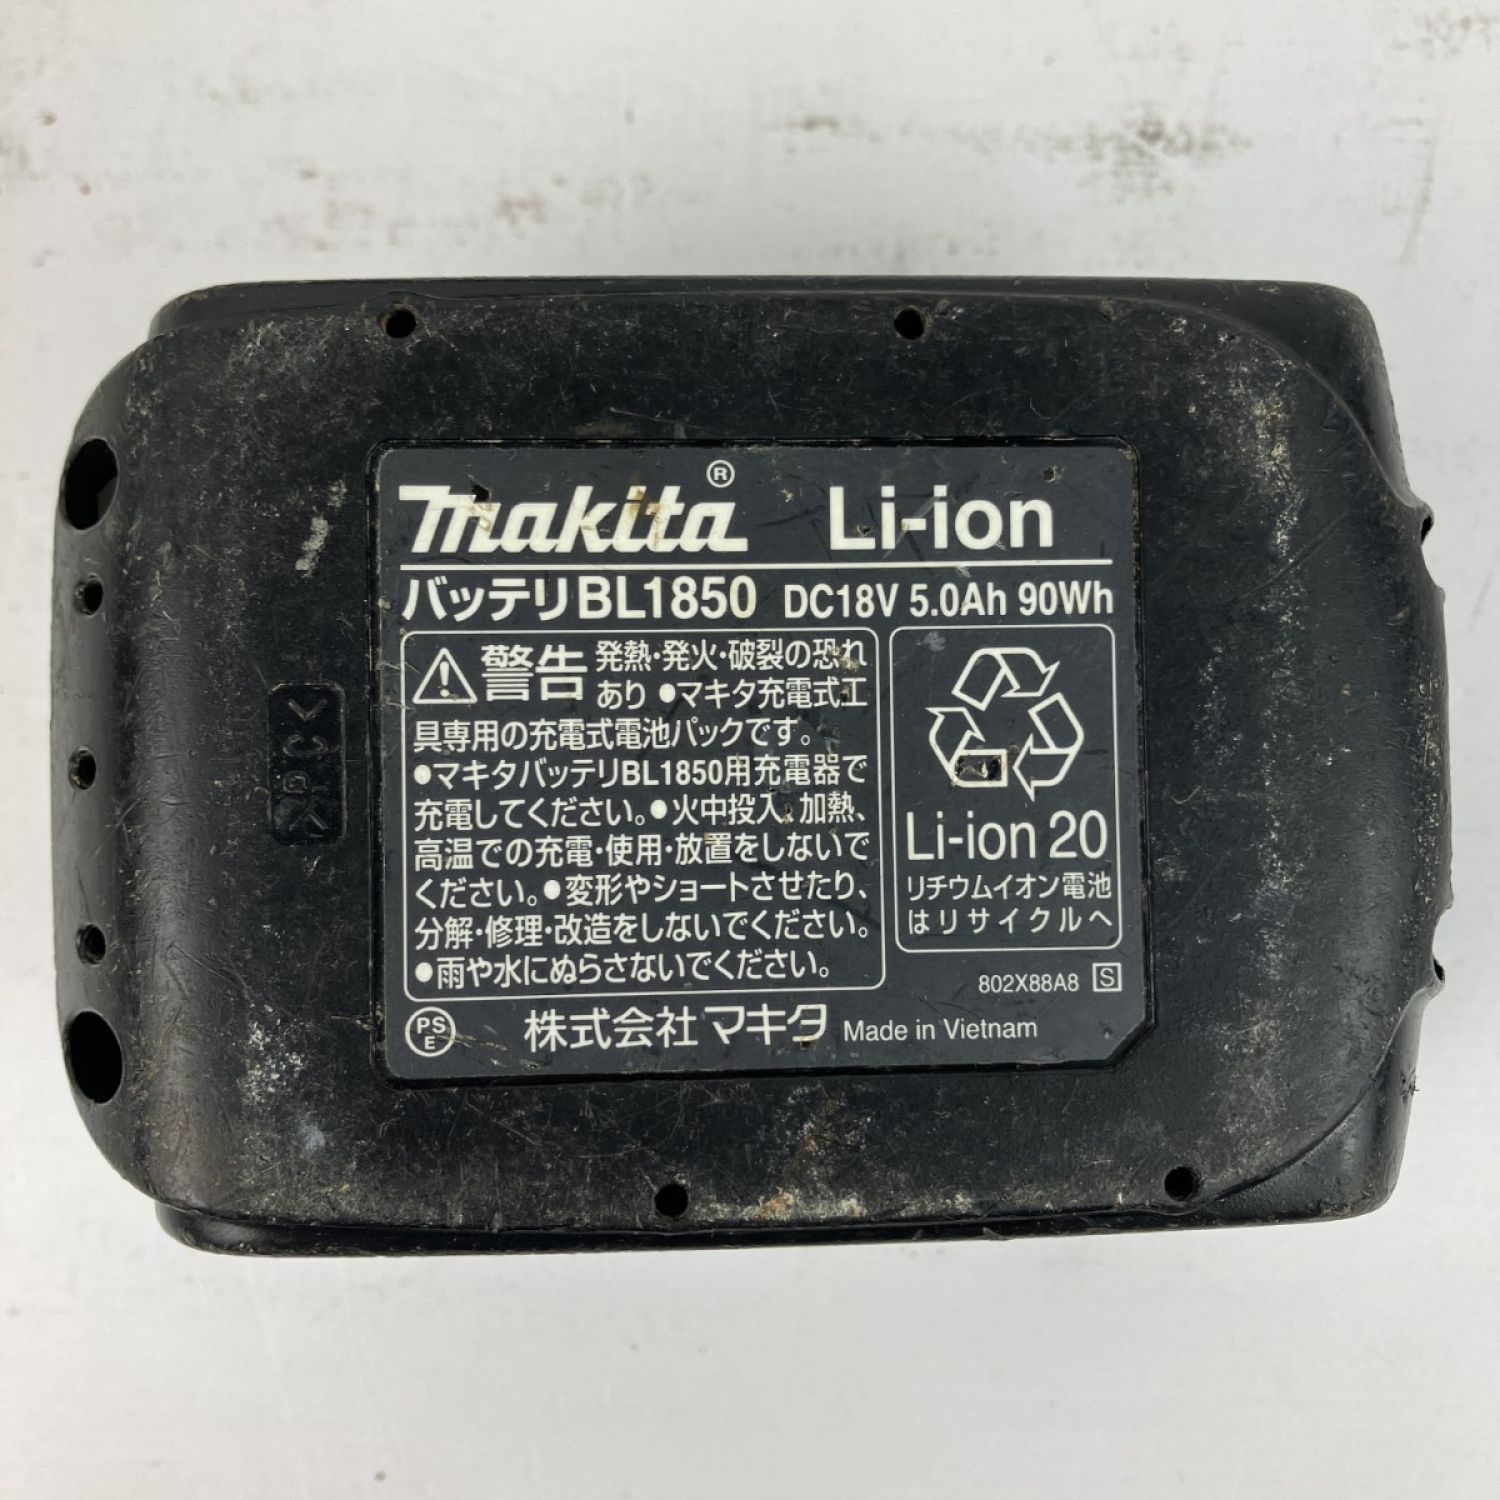 makita® Li-ion
バッテリBL1850 DC18V 5.0Ah 90Wh
警告 発熱・発火・破裂の恐れ
あり ●マキタ充電式工
具専用の充電式電池パックです。
●マキタバッテリBL1850用充電器で
充電してください。●火中投入、加熱、
高温での充電・使用・放置をしないで
ください。●変形やショートさせたり、
分解・修理・改造をしないでください。
●雨や水にぬらさないでください。
Li-ion 20
リチウムイオン電池
はリサイクルへ
802X88A8 S
PS
E
株式会社マキタ Made in Vietnam
>PC<